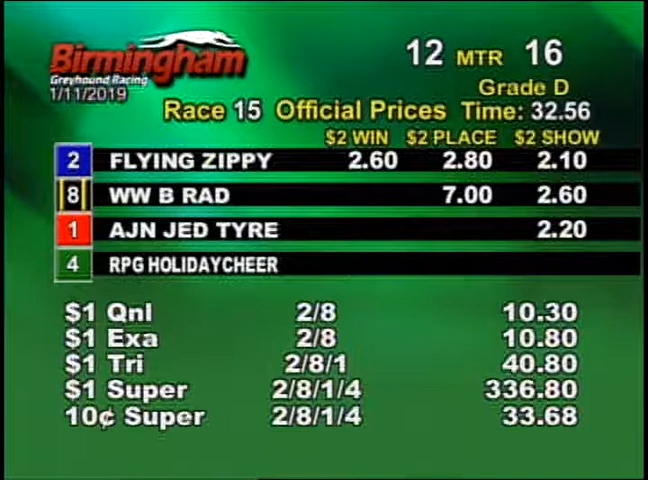 12 MTR 16
Birmingham
Greyhound Racing
1/11/2019
Grade D
Race 15 Official Prices Time: 32.56
$2 WIN $2 PLACE $2 SHOW
2 FLYING ZIPPY 2.60 2.80 2.10
8 WW B RAD 7.00 2.60
1 AJN JED TYRE 2.20
4 RPG HOLIDAYCHEER
$1 Qnl 2/8 10.30
$1 Exa 2/8 10.80
$1 Tri 2/8/1 40.80
$1 Super 2/8/1/4 336.80
10¢ Super 2/8/1/4 33.68